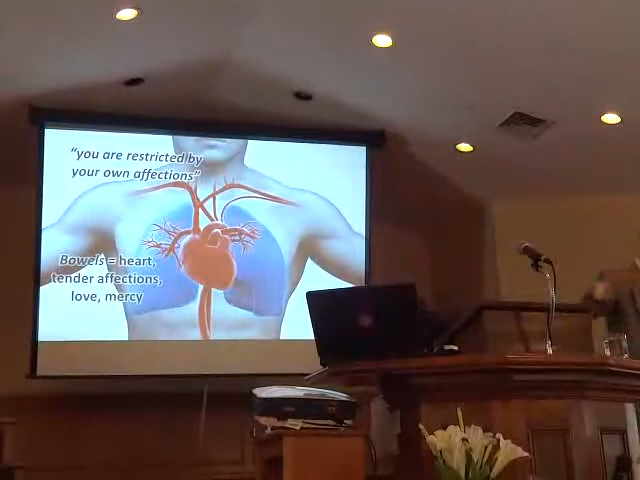 "you are restricted by
your own affections"
Bowels = heart,
tender affections,
love, mercy